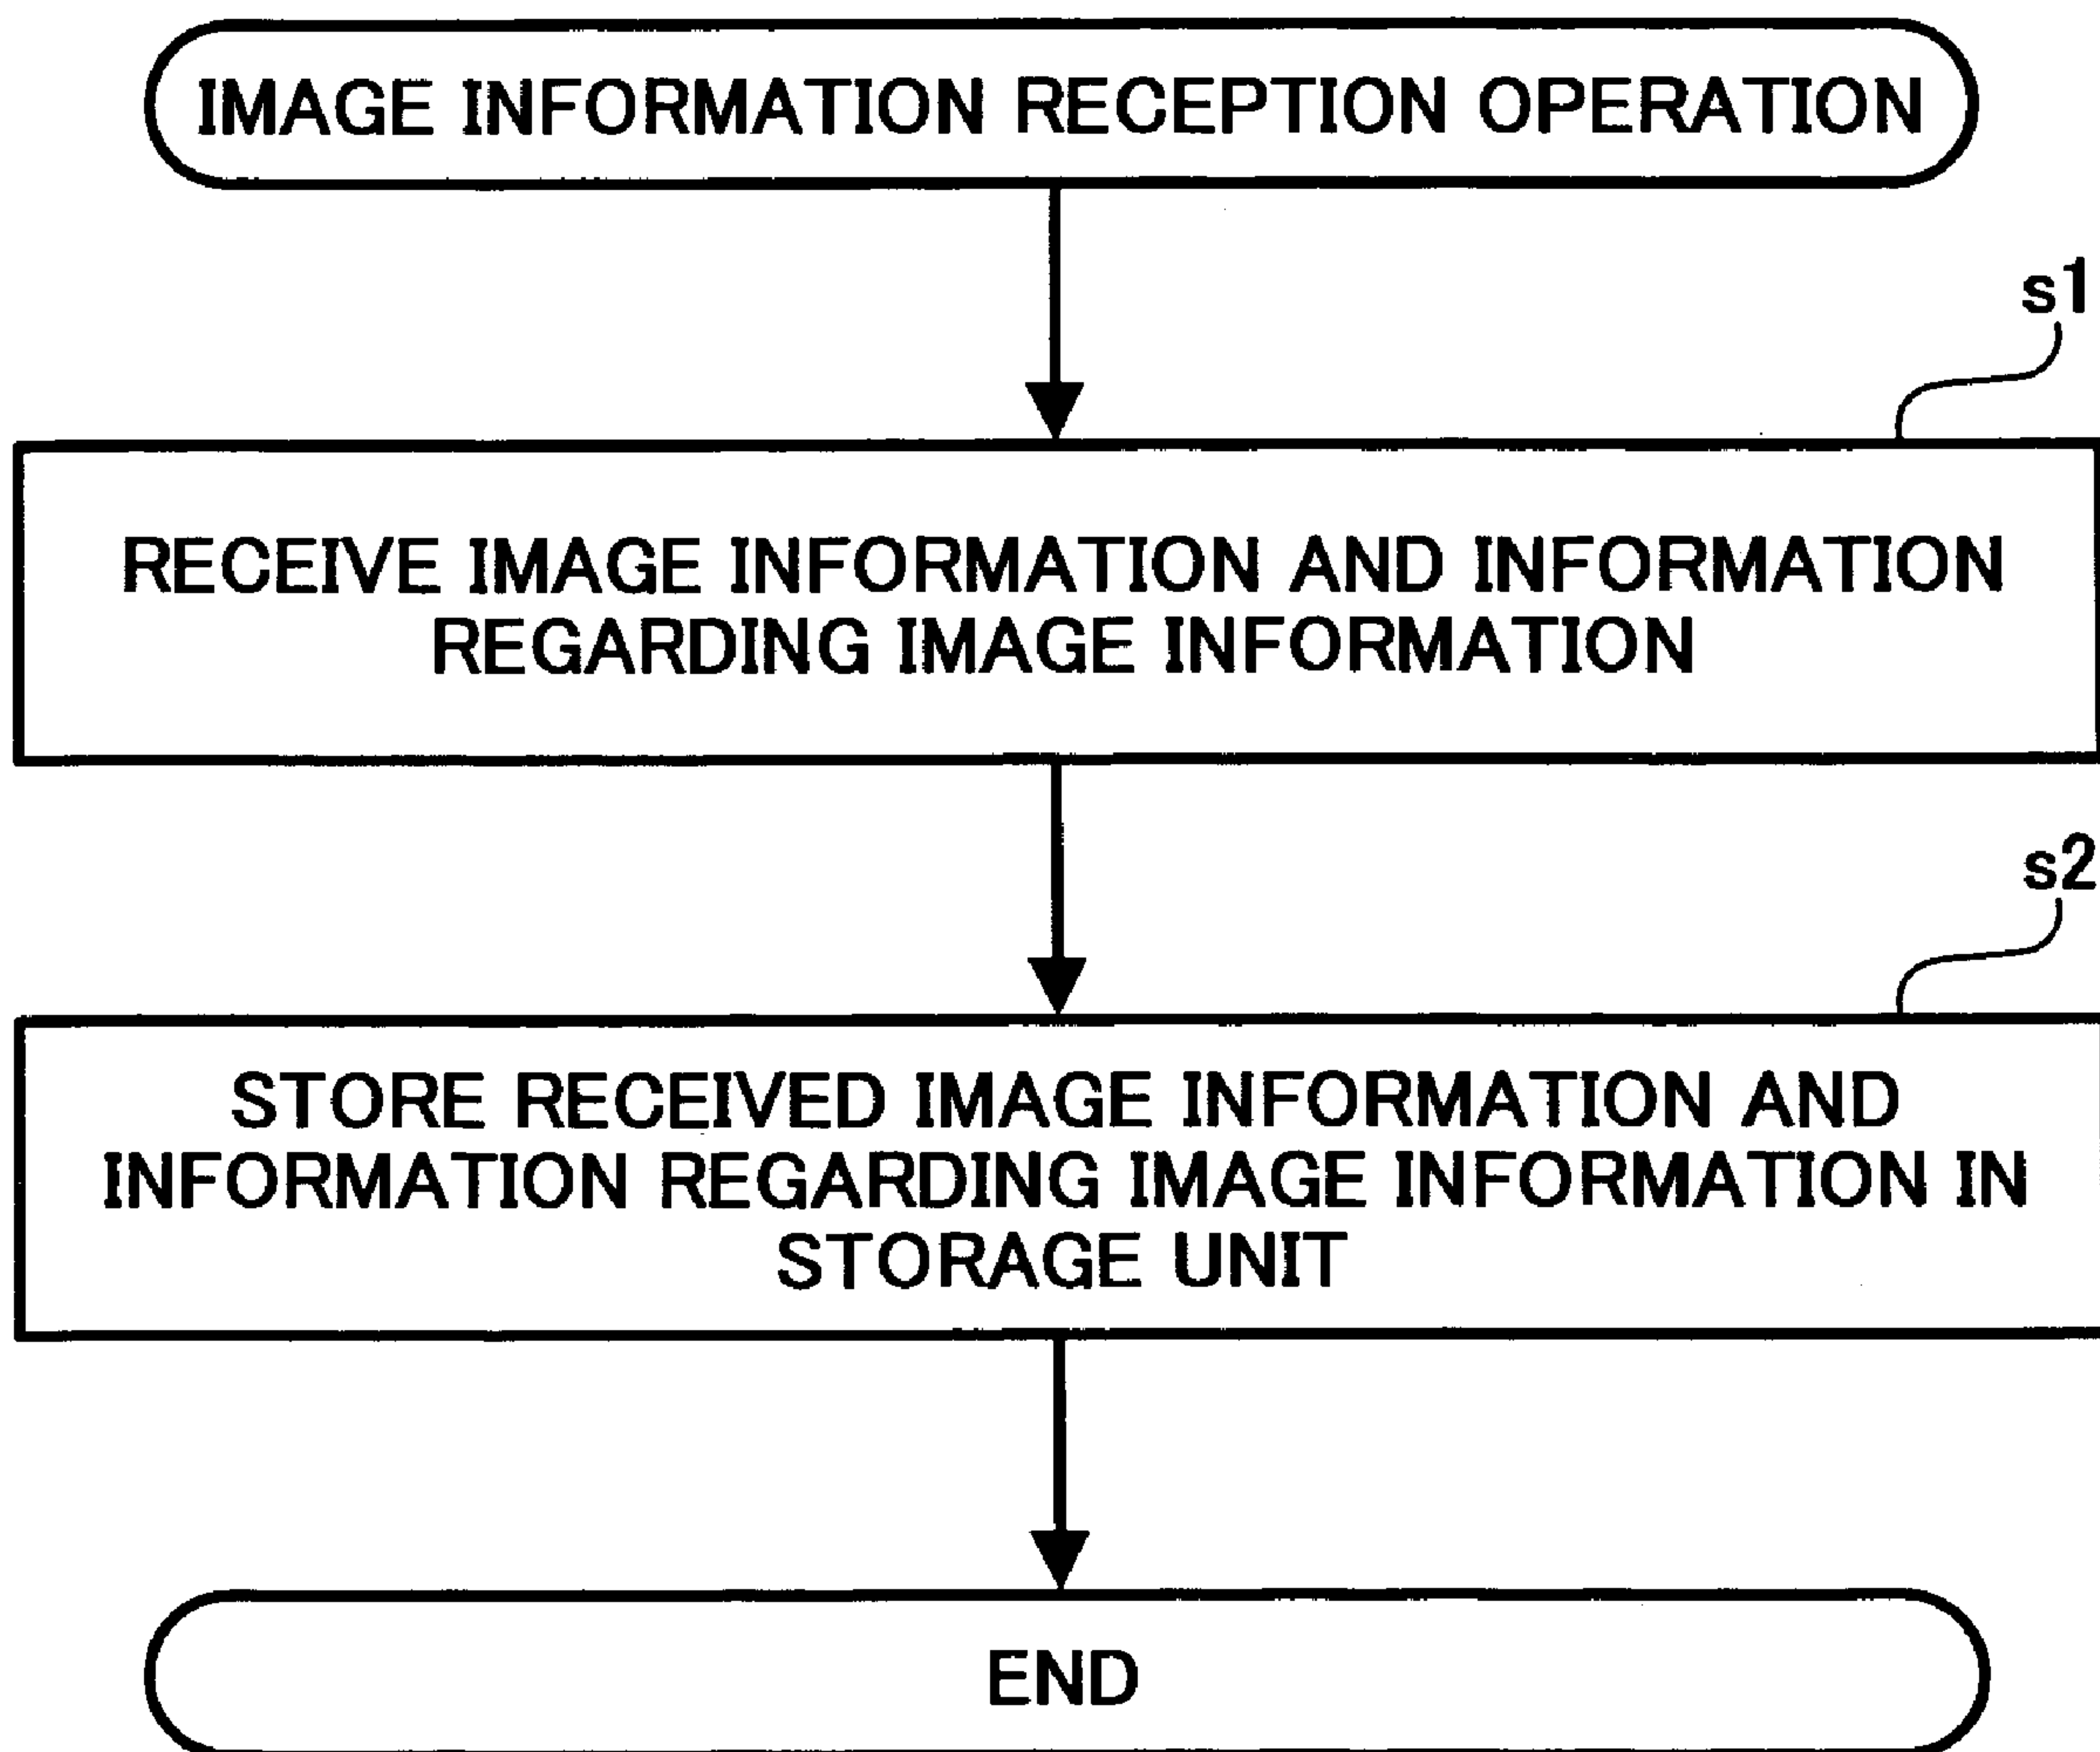 IMAGE INFORMATION RECEPTION OPERATION
s1
RECEIVE IMAGE INFORMATION AND INFORMATION
REGARDING IMAGE INFORMATION
s2
STORE RECEIVED IMAGE INFORMATION AND
INFORMATION REGARDING IMAGE INFORMATION IN
STORAGE UNIT
END